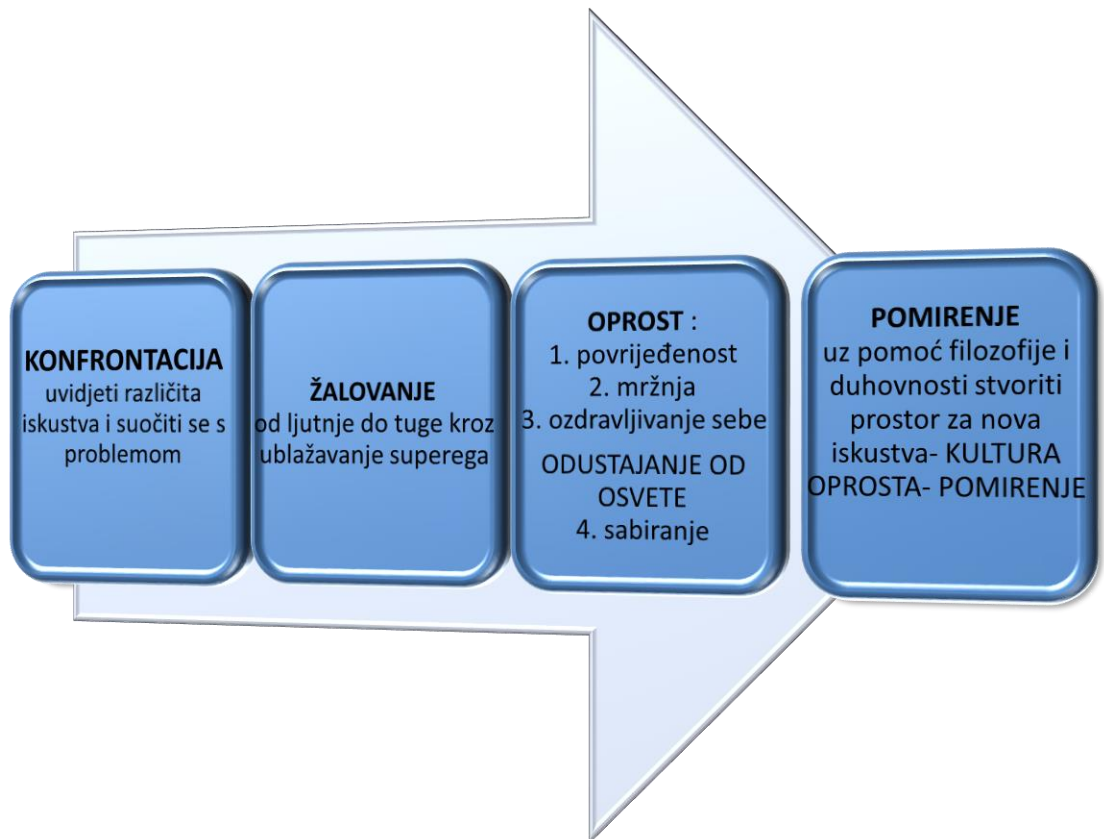 KONFRONTACIJA
uvidjeti različita
iskustva i suočiti se s
problemom
ŽALOVANJE
od ljutnje do tuge kroz
ublažavanje superega
OPROST :
1. povrijeđenost
2. mržnja
3. ozdravljivanje sebe
ODUSTAJANJE OD
OSVETE
4. sabiranje
POMIRENJE
uz pomoć filozofije i
duhovnosti stvoriti
prostor za nova
iskustva- KULTURA
OPROSTA- POMIRENJE